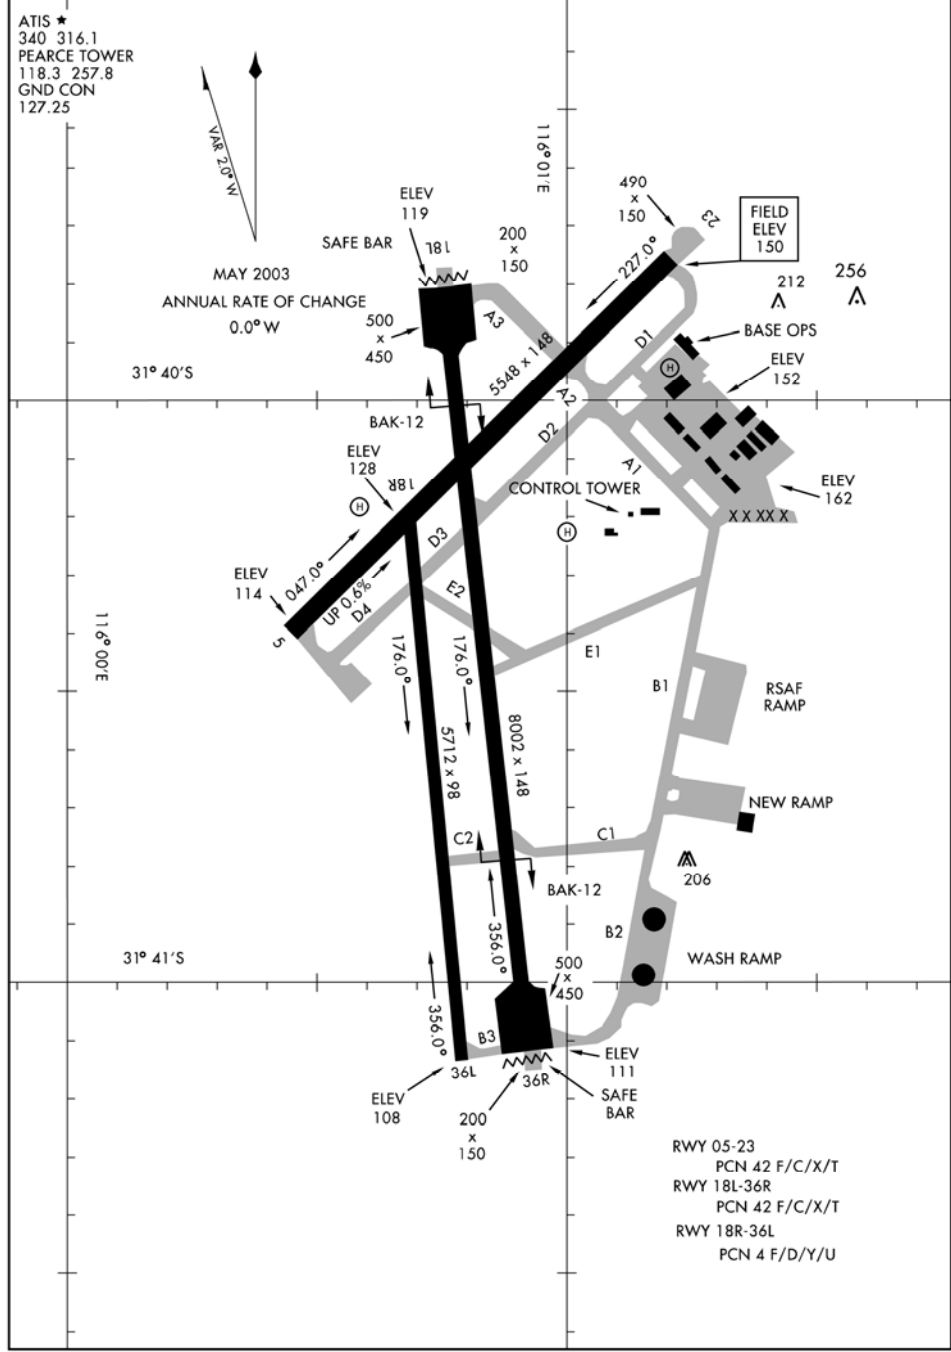 ATIS ★
340 316.1
PEARCE TOWER
118.3 257.8
GND CON
127.25
VAR 2.0° W
MAY 2003
ANNUAL RATE OF CHANGE
0.0° W
116° 01'E
490
x
150
23
FIELD
ELEV
150
227.0°
ELEV
119
SAFE BAR
18L
200
x
150
212
256
A3
500
x
450
D1
BASE OPS
ELEV
152
31° 40'S
5548 x 148
H
A2
BAK-12
D2
ELEV
128
18R
A1
H
CONTROL TOWER
ELEV
162
X X XX X
H
D3
047.0°
ELEV
114
UP 0.6%
D4
E2
5
116° 00'E
176.0°
176.0°
E1
B1
RSAF
RAMP
5712 x 98
8002 x 148
NEW RAMP
C2
C1
206
BAK-12
356.0°
B2
31° 41'S
WASH RAMP
500
x
450
356.0°
B3
36L
36R
ELEV
111
ELEV
108
SAFE
BAR
200
x
150
RWY 05-23
PCN 42 F/C/X/T
RWY 18L-36R
PCN 42 F/C/X/T
RWY 18R-36L
PCN 4 F/D/Y/U